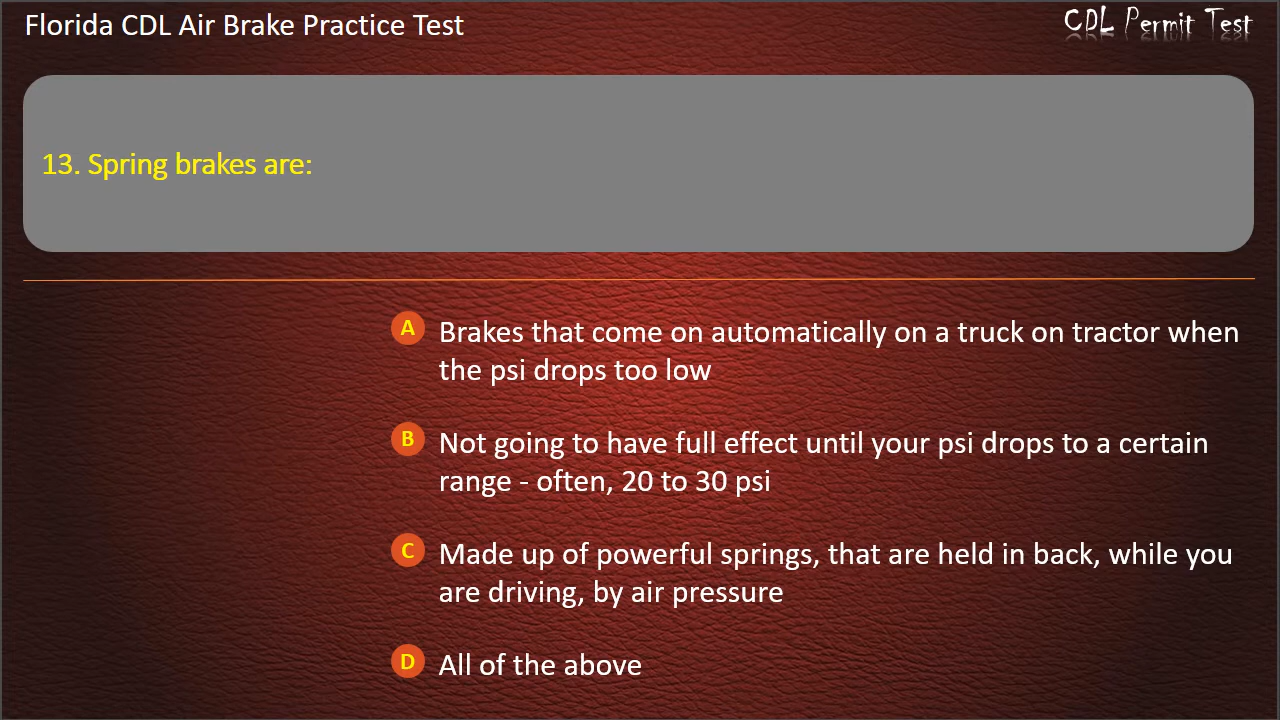 Florida CDL Air Brake Practice Test
CDL Permit Test
13. Spring brakes are:
A Brakes that come on automatically on a truck on tractor when
the psi drops too low
B Not going to have full effect until your psi drops to a certain
range - often, 20 to 30 psi
C Made up of powerful springs, that are held in back, while you
are driving, by air pressure
D All of the above